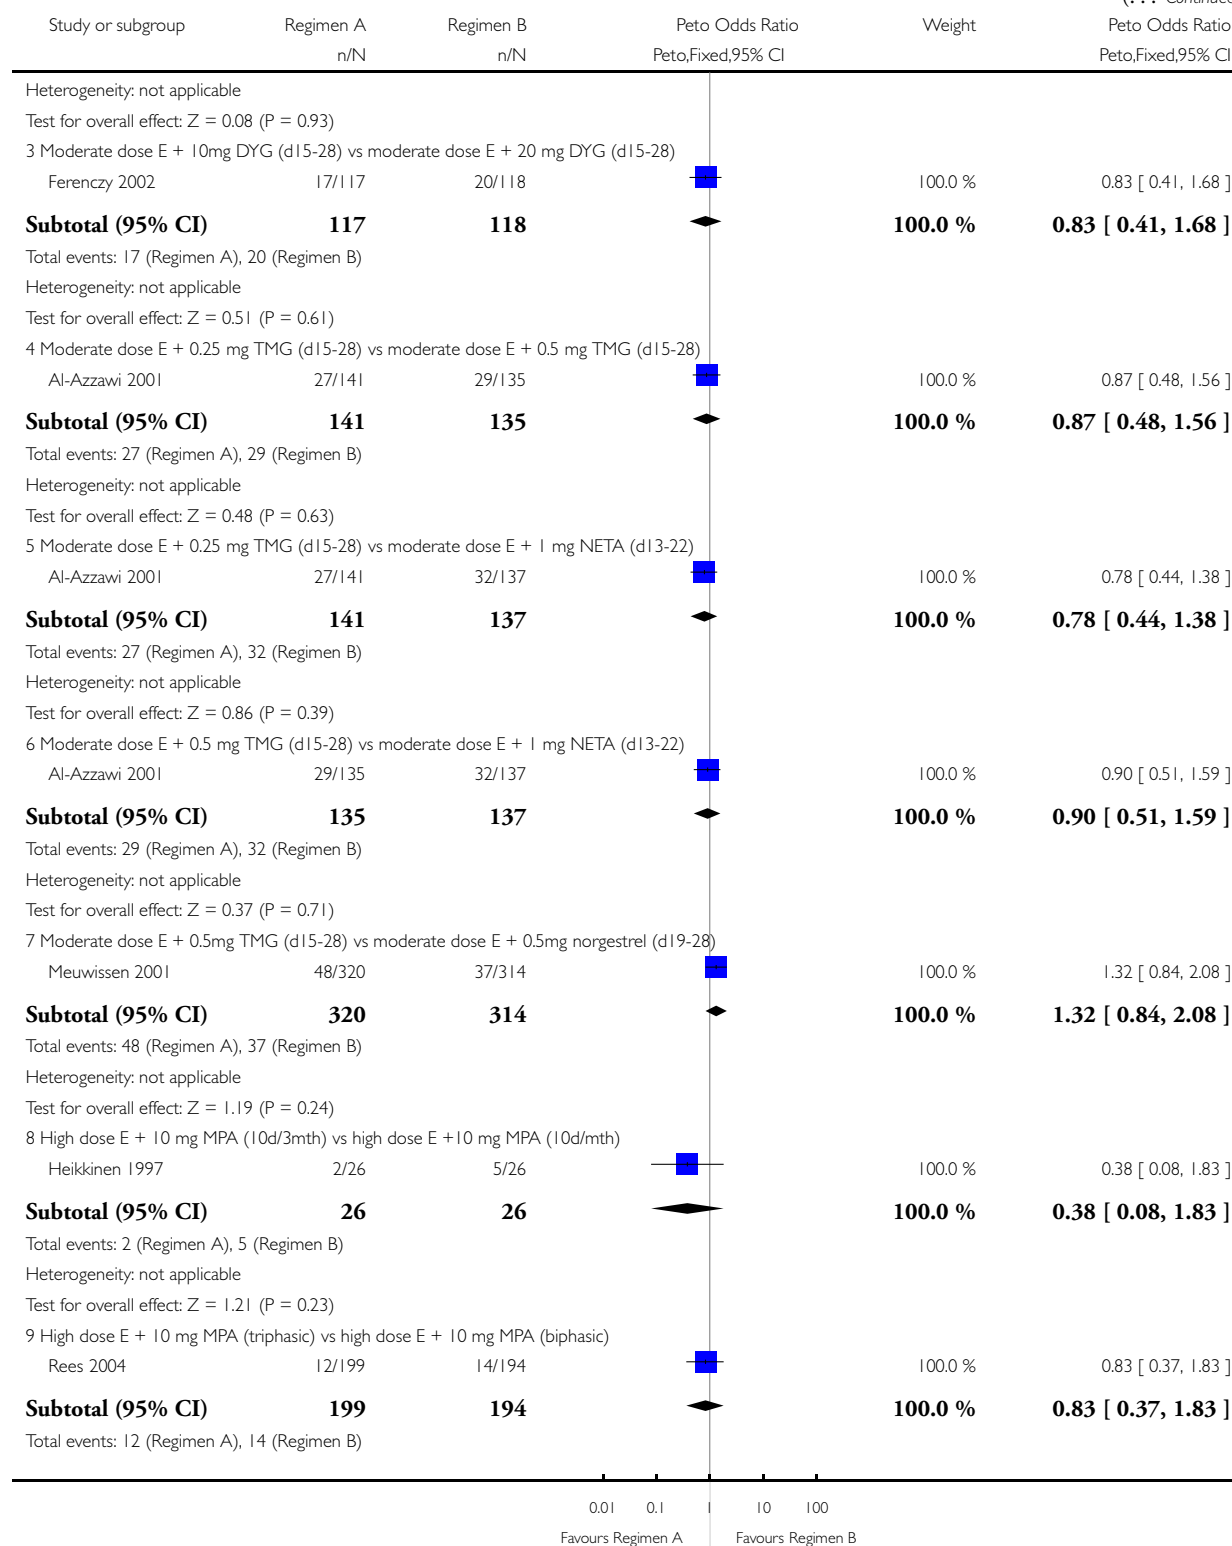 (. . . Continued
Study or subgroup Regimen A Regimen B Peto Odds Ratio Weight Peto Odds Ratio
n/N n/N Peto,Fixed,95% CI Peto,Fixed,95% CI
Heterogeneity: not applicable
Test for overall effect: Z = 0.08 (P = 0.93)
3 Moderate dose E + 10mg DYG (d15-28) vs moderate dose E + 20 mg DYG (d15-28)
Ferenczy 2002 17/117 20/118 100.0 % 0.83 [ 0.41, 1.68 ]
Subtotal (95% CI) 117 118 100.0 % 0.83 [ 0.41, 1.68 ]
Total events: 17 (Regimen A), 20 (Regimen B)
Heterogeneity: not applicable
Test for overall effect: Z = 0.51 (P = 0.61)
4 Moderate dose E + 0.25 mg TMG (d15-28) vs moderate dose E + 0.5 mg TMG (d15-28)
Al-Azzawi 2001 27/141 29/135 100.0 % 0.87 [ 0.48, 1.56 ]
Subtotal (95% CI) 141 135 100.0 % 0.87 [ 0.48, 1.56 ]
Total events: 27 (Regimen A), 29 (Regimen B)
Heterogeneity: not applicable
Test for overall effect: Z = 0.48 (P = 0.63)
5 Moderate dose E + 0.25 mg TMG (d15-28) vs moderate dose E + 1 mg NETA (d13-22)
Al-Azzawi 2001 27/141 32/137 100.0 % 0.78 [ 0.44, 1.38 ]
Subtotal (95% CI) 141 137 100.0 % 0.78 [ 0.44, 1.38 ]
Total events: 27 (Regimen A), 32 (Regimen B)
Heterogeneity: not applicable
Test for overall effect: Z = 0.86 (P = 0.39)
6 Moderate dose E + 0.5 mg TMG (d15-28) vs moderate dose E + 1 mg NETA (d13-22)
Al-Azzawi 2001 29/135 32/137 100.0 % 0.90 [ 0.51, 1.59 ]
Subtotal (95% CI) 135 137 100.0 % 0.90 [ 0.51, 1.59 ]
Total events: 29 (Regimen A), 32 (Regimen B)
Heterogeneity: not applicable
Test for overall effect: Z = 0.37 (P = 0.71)
7 Moderate dose E + 0.5mg TMG (d15-28) vs moderate dose E + 0.5mg norgestrel (d19-28)
Meuwissen 2001 48/320 37/314 100.0 % 1.32 [ 0.84, 2.08 ]
Subtotal (95% CI) 320 314 100.0 % 1.32 [ 0.84, 2.08 ]
Total events: 48 (Regimen A), 37 (Regimen B)
Heterogeneity: not applicable
Test for overall effect: Z = 1.19 (P = 0.24)
8 High dose E + 10 mg MPA (10d/3mth) vs high dose E +10 mg MPA (10d/mth)
Heikkinen 1997 2/26 5/26 100.0 % 0.38 [ 0.08, 1.83 ]
Subtotal (95% CI) 26 26 100.0 % 0.38 [ 0.08, 1.83 ]
Total events: 2 (Regimen A), 5 (Regimen B)
Heterogeneity: not applicable
Test for overall effect: Z = 1.21 (P = 0.23)
9 High dose E + 10 mg MPA (triphasic) vs high dose E + 10 mg MPA (biphasic)
Rees 2004 12/199 14/194 100.0 % 0.83 [ 0.37, 1.83 ]
Subtotal (95% CI) 199 194 100.0 % 0.83 [ 0.37, 1.83 ]
Total events: 12 (Regimen A), 14 (Regimen B)
0.01 0.1 1 10 100
Favours Regimen A Favours Regimen B